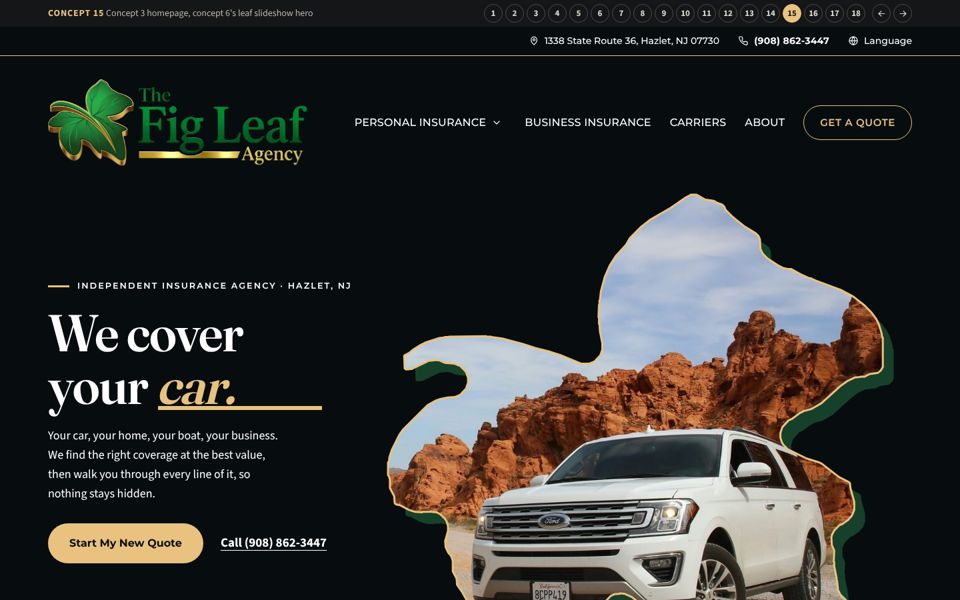 CONCEPT 15 Concept 3 homepage, concept 6's leaf slideshow hero
1 2 3 4 5 6 7 8 9 10 11 12 13 14 15 16 17 18 ← →
1338 State Route 36, Hazlet, NJ 07730 (908) 862-3447 Language
The
Fig Leaf
Agency
PERSONAL INSURANCE BUSINESS INSURANCE CARRIERS ABOUT GET A QUOTE
INDEPENDENT INSURANCE AGENCY · HAZLET, NJ
We cover
your car.
Your car, your home, your boat, your business.
We find the right coverage at the best value,
then walk you through every line of it, so
nothing stays hidden.
Start My New Quote Call (908) 862-3447
Ford
8CPP419